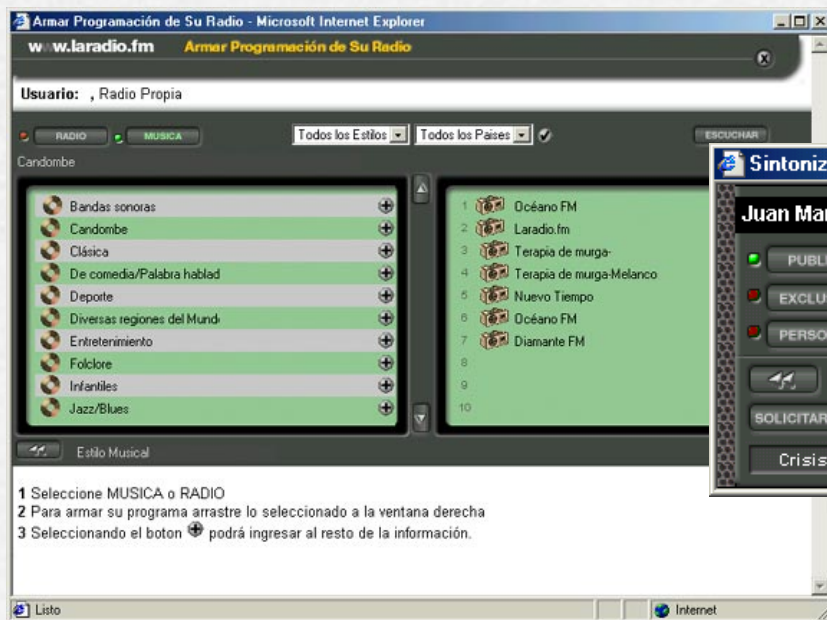 Armar Programación de Su Radio - Microsoft Internet Explorer
www.laradio.fm Armar Programación de Su Radio
Usuario: , Radio Propia
RADIO MUSICA Todos los Estilos Todos los Paises ESCUCHAR
Candombe
Bandas sonoras
Candombe
Clásica
De comedia/Palabra hablad
Deporte
Diversas regiones del Mund
Entretenimiento
Folclore
Infantiles
Jazz/Blues
1 Océano FM
2 Laradio.fm
3 Terapia de murga-
4 Terapia de murga-Melanco
5 Nuevo Tiempo
6 Océano FM
7 Diamante FM
8
9
10
Estilo Musical
1 Seleccione MUSICA o RADIO
2 Para armar su programa arrastre lo seleccionado a la ventana derecha
3 Seleccionando el boton podrá ingresar al resto de la información.
Listo Internet
Sintoniz
Juan Mar
PUBLI
EXCLUS
PERSO
SOLICITAR
Crisis